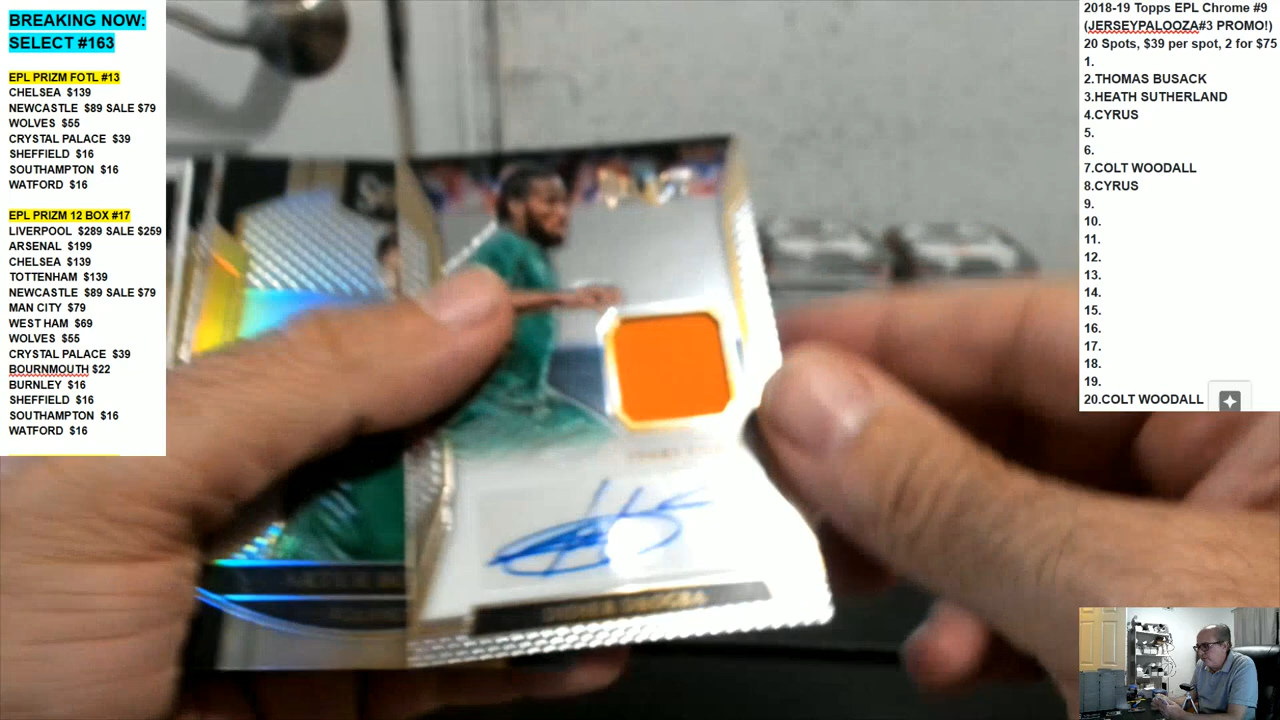 BREAKING NOW:
SELECT #163
EPL PRIZM FOTL #13
CHELSEA $139
NEWCASTLE $89 SALE $79
WOLVES $55
CRYSTAL PALACE $39
SHEFFIELD $16
SOUTHAMPTON $16
WATFORD $16
EPL PRIZM 12 BOX #17
LIVERPOOL $289 SALE $259
ARSENAL $199
CHELSEA $139
TOTTENHAM $139
NEWCASTLE $89 SALE $79
MAN CITY $79
WEST HAM $69
WOLVES $55
CRYSTAL PALACE $39
BOURNMOUTH $22
BURNLEY $16
SHEFFIELD $16
SOUTHAMPTON $16
WATFORD $16
DIDIER DROGBA
2018-19 Topps EPL Chrome #9
(JERSEYPALOOZA#3 PROMO!)
20 Spots, $39 per spot, 2 for $75
1.
2.THOMAS BUSACK
3.HEATH SUTHERLAND
4.CYRUS
5.
6.
7.COLT WOODALL
8.CYRUS
9.
10.
11.
12.
13.
14.
15.
16.
17.
18.
19.
20.COLT WOODALL